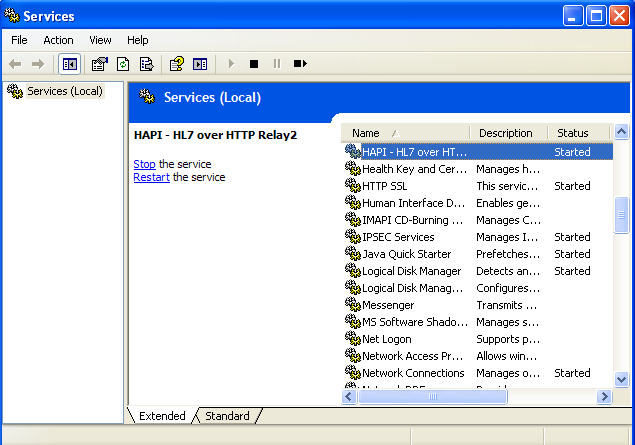 Services
File Action View Help
Services (Local)
Services (Local)
HAPI - HL7 over HTTP Relay2
Stop the service
Restart the service
Name Description Status
HAPI - HL7 over HT... Started
Health Key and Cer... Manages h...
HTTP SSL This servic... Started
Human Interface D... Enables ge...
IMAPI CD-Burning ... Manages C...
IPSEC Services Manages I... Started
Java Quick Starter Prefetches... Started
Logical Disk Manager Detects an... Started
Logical Disk Manag... Configures...
Messenger Transmits ...
MS Software Shado... Manages s...
Net Logon Supports p...
Network Access Pr... Allows win...
Network Connections Manages o... Started
Extended Standard